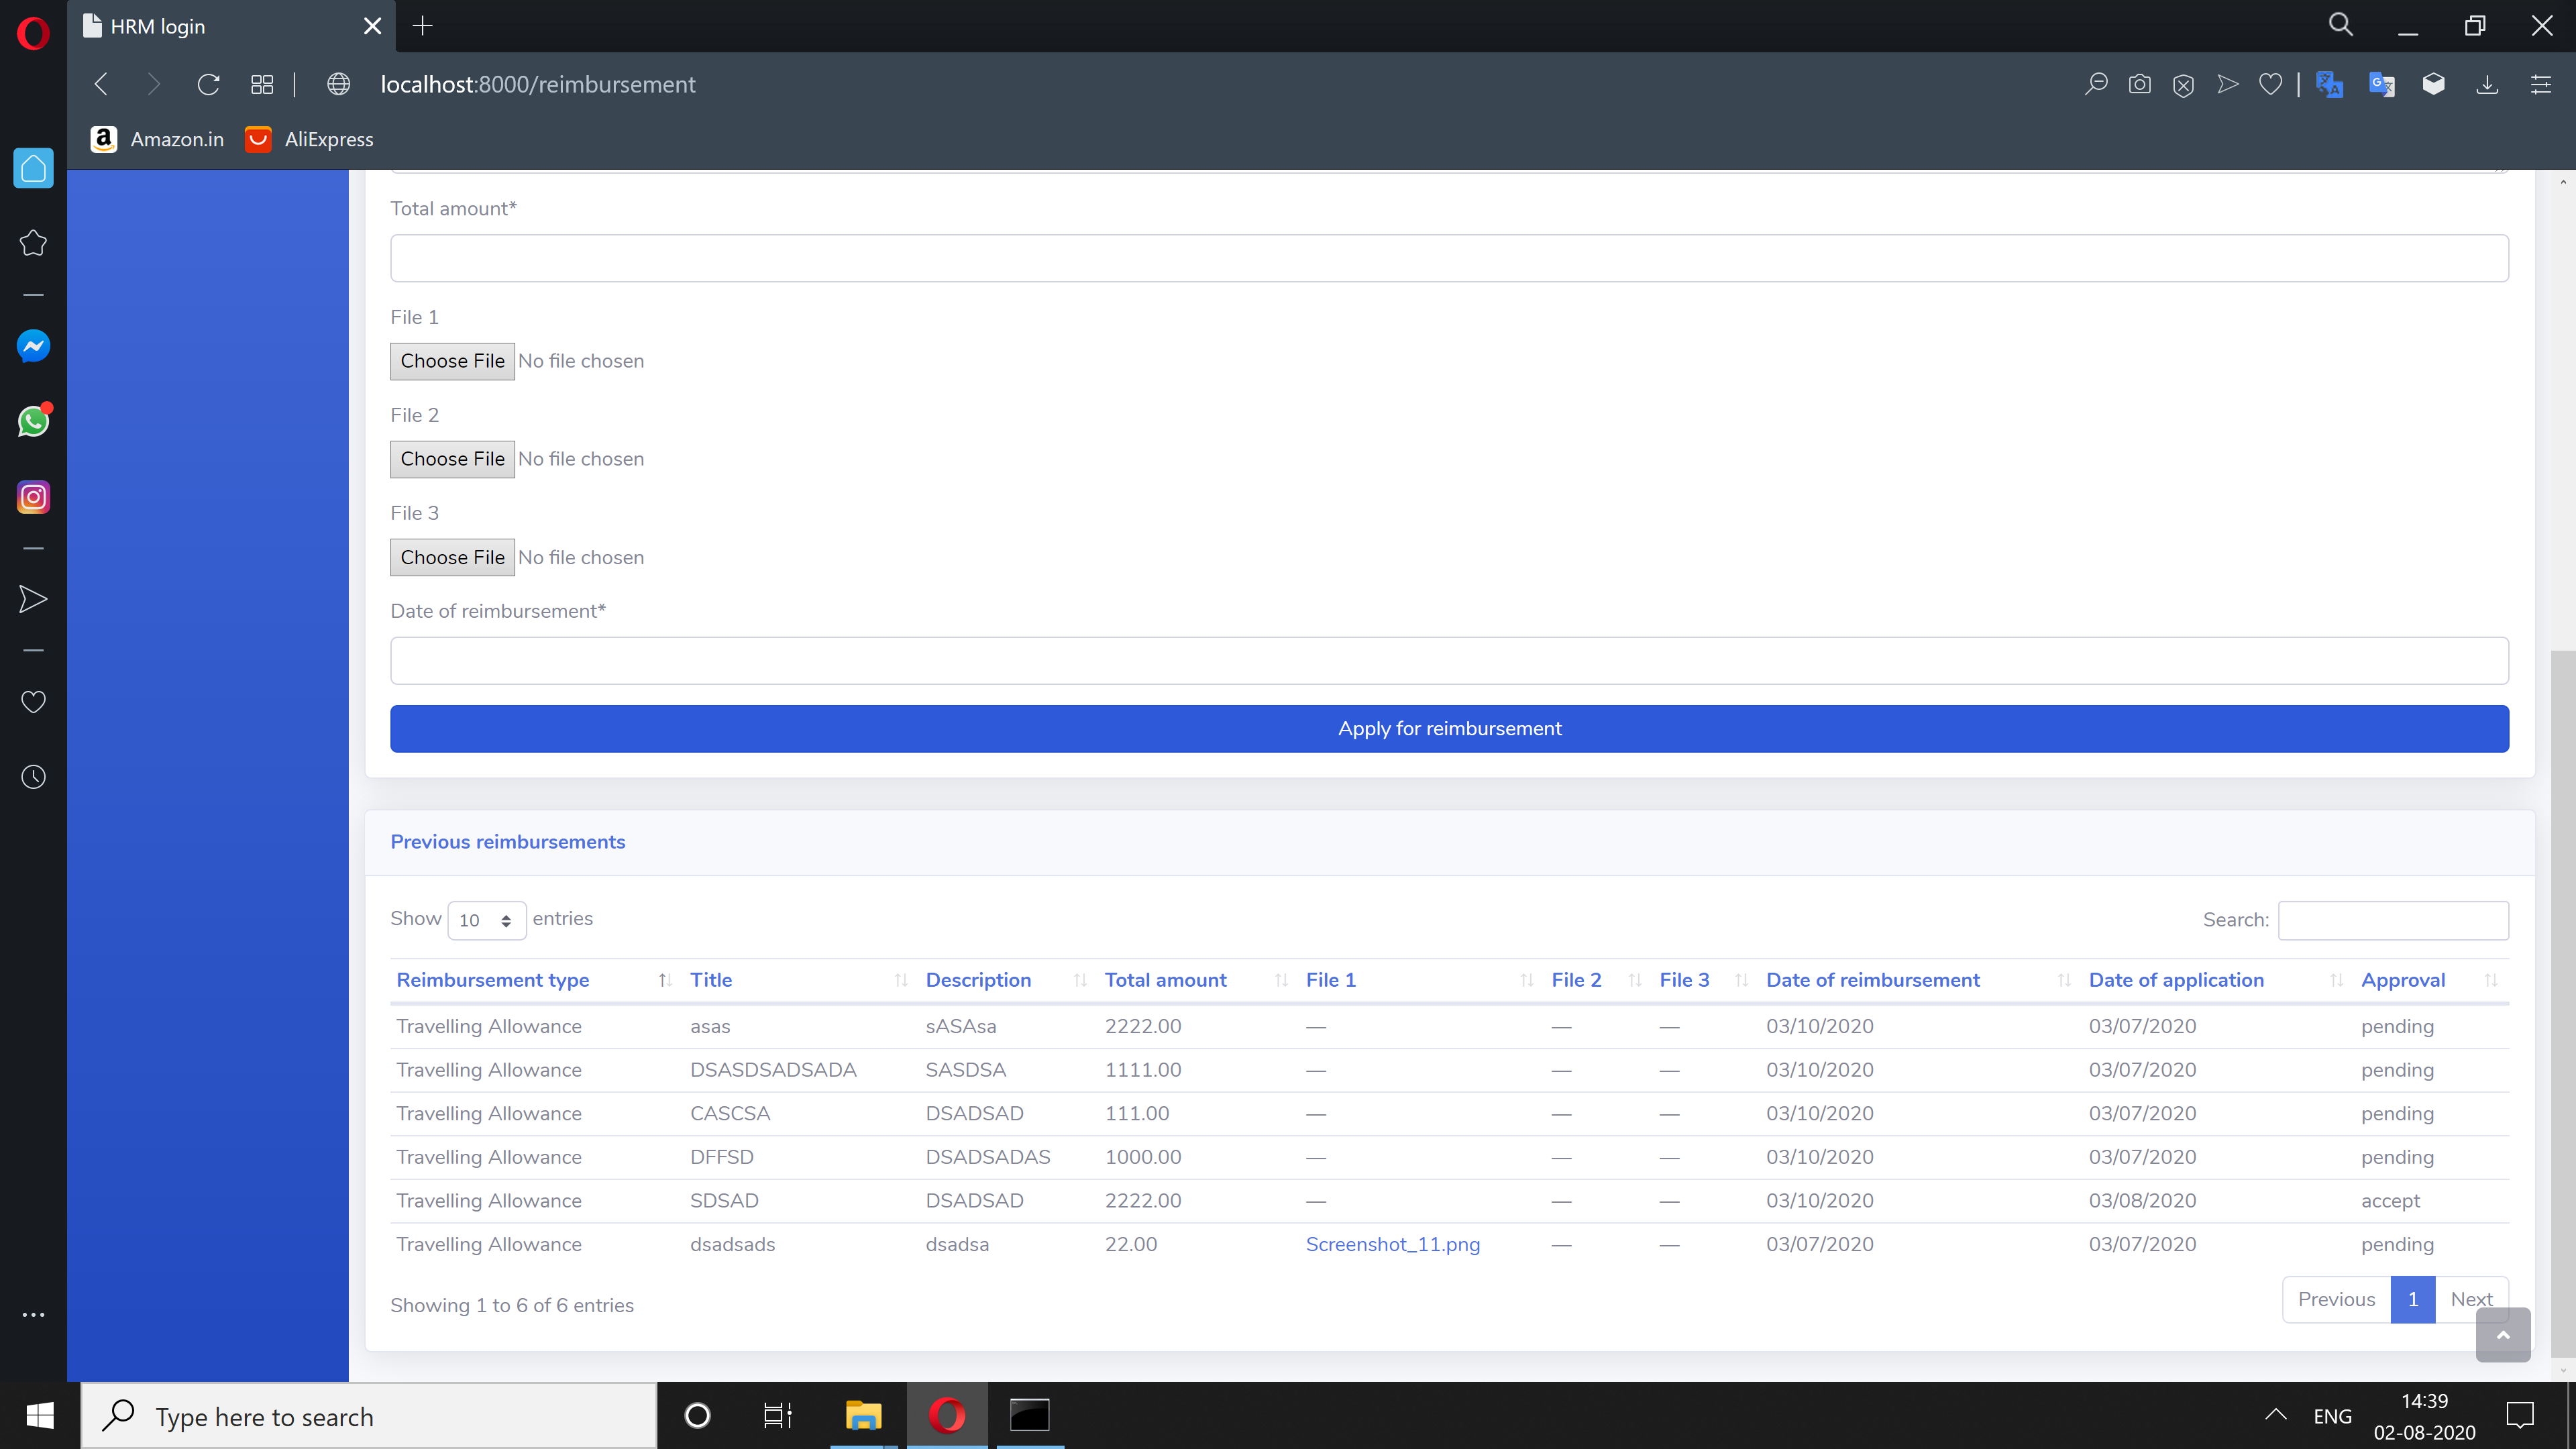 HRM login
localhost:8000/reimbursement
Amazon.in AliExpress
Total amount*
File 1
Choose File No file chosen
File 2
Choose File No file chosen
File 3
Choose File No file chosen
Date of reimbursement*
Apply for reimbursement
Previous reimbursements
Show 10 entries Search:
Reimbursement type Title Description Total amount File 1 File 2 File 3 Date of reimbursement Date of application Approval
Travelling Allowance asas sASAsa 2222.00 — — — 03/10/2020 03/07/2020 pending
Travelling Allowance DSASDSADSADA SASDSA 1111.00 — — — 03/10/2020 03/07/2020 pending
Travelling Allowance CASCSA DSADSAD 111.00 — — — 03/10/2020 03/07/2020 pending
Travelling Allowance DFFSD DSADSADAS 1000.00 — — — 03/10/2020 03/07/2020 pending
Travelling Allowance SDSAD DSADSAD 2222.00 — — — 03/10/2020 03/08/2020 accept
Travelling Allowance dsadsads dsadsa 22.00 Screenshot_11.png — — 03/07/2020 03/07/2020 pending
Showing 1 to 6 of 6 entries Previous 1 Next
Type here to search
ENG
14:39
02-08-2020